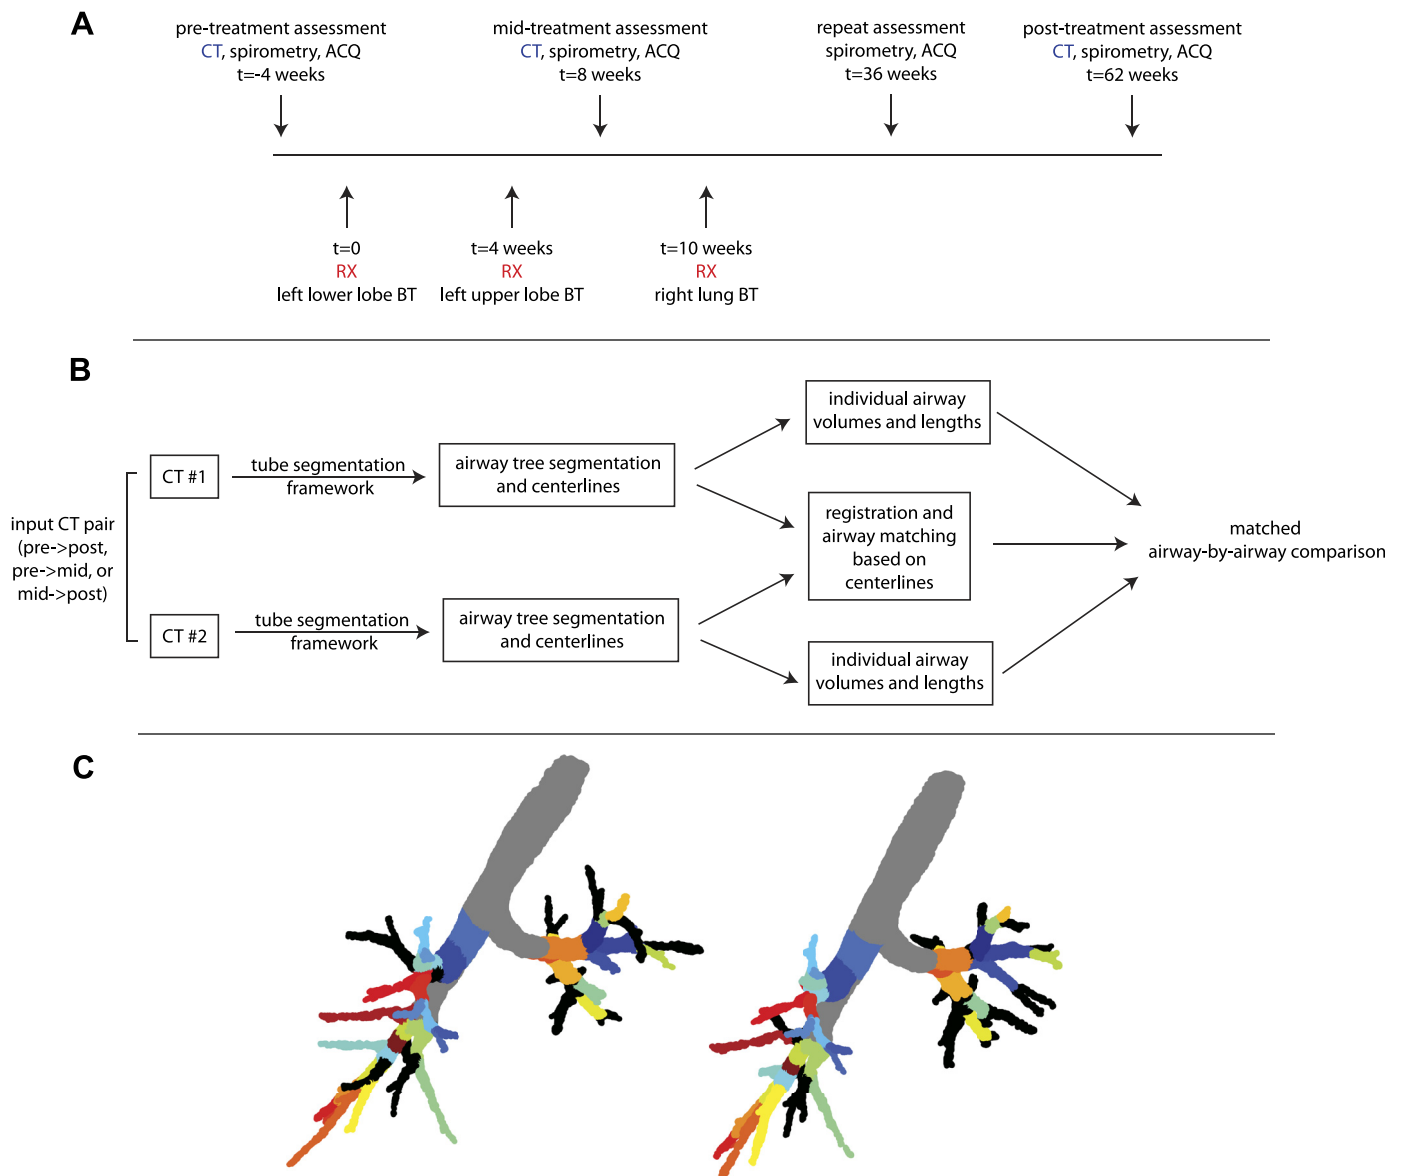 A
pre-treatment assessment
CT, spirometry, ACQ
t=-4 weeks
mid-treatment assessment
CT, spirometry, ACQ
t=8 weeks
repeat assessment
spirometry, ACQ
t=36 weeks
post-treatment assessment
CT, spirometry, ACQ
t=62 weeks
t=0
RX
left lower lobe BT
t=4 weeks
RX
left upper lobe BT
t=10 weeks
RX
right lung BT
B
input CT pair
(pre->post,
pre->mid, or
mid->post)
CT #1
tube segmentation
framework
airway tree segmentation
and centerlines
CT #2
tube segmentation
framework
airway tree segmentation
and centerlines
individual airway
volumes and lengths
registration and
airway matching
based on
centerlines
individual airway
volumes and lengths
matched
airway-by-airway comparison
C